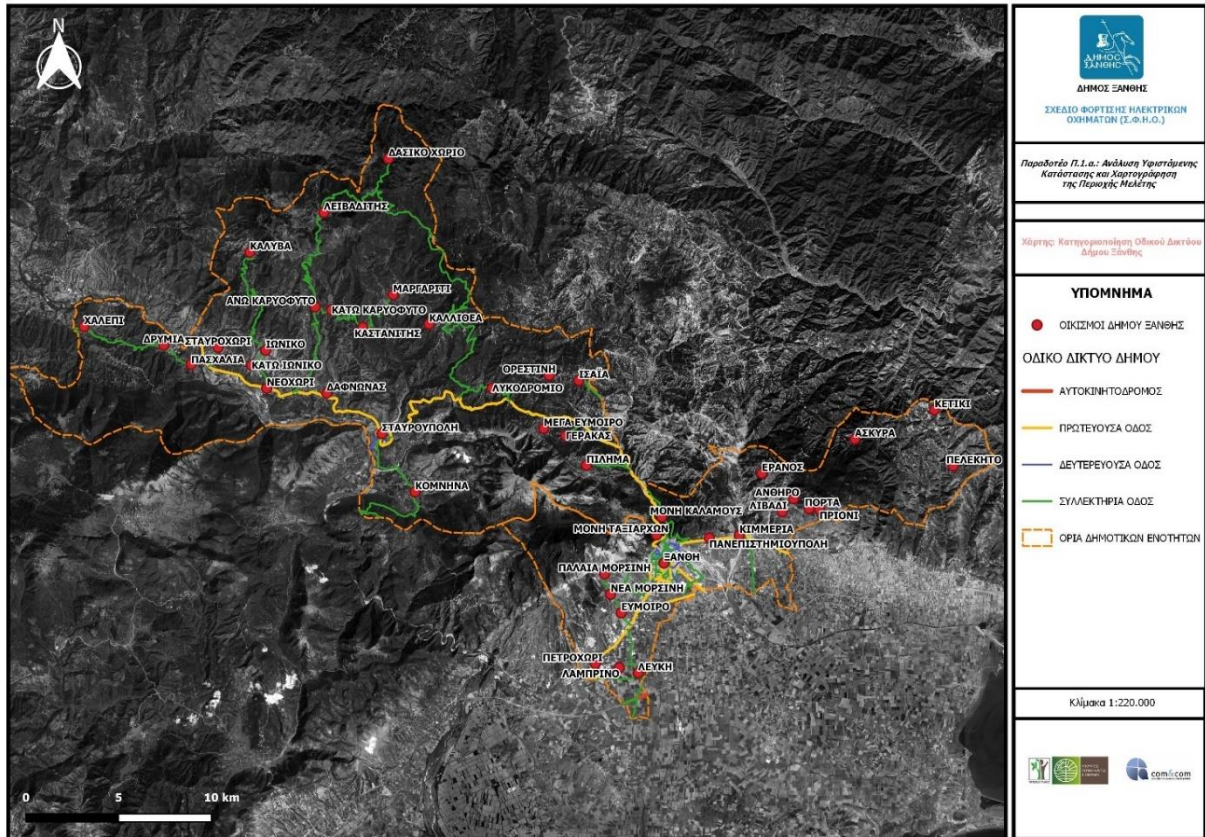 N
ΔΑΣΙΚΟ ΧΩΡΙΟ
ΛΕΙΒΑΔΙΤΗΣ
ΚΑΛΥΒΑ
ΜΑΡΓΑΡΙΤΙ
ΑΝΩ ΚΑΡΥΟΦΥΤΟ
ΚΑΤΩ ΚΑΡΥΟΦΥΤΟ
ΧΑΛΕΠΙ
ΚΑΣΤΑΝΙΤΗΣ
ΚΑΛΛΙΘΕΑ
ΔΡΥΜΙΑ
ΣΤΑΥΡΟΧΩΡΙ
ΙΩΝΙΚΟ
ΠΑΣΧΑΛΙΑ
ΚΑΤΩ ΙΩΝΙΚΟ
ΝΕΟΧΩΡΙ
ΔΑΦΝΩΝΑΣ
ΟΡΕΣΤΙΝΗ
ΙΣΑΪΑ
ΛΥΚΟΔΡΟΜΙΟ
ΚΕΤΙΚΙ
ΣΤΑΥΡΟΥΠΟΛΗ
ΜΕΓΑ ΕΥΜΟΙΡΟ
ΓΕΡΑΚΑΣ
ΑΣΚΥΡΑ
ΠΙΛΗΜΑ
ΕΡΑΝΟΣ
ΠΕΛΕΚΗΤΟ
ΚΟΜΝΗΝΑ
ΑΝΘΗΡΟ
ΛΙΒΑΔΙ
ΠΟΡΤΑ
ΠΡΙΟΝΙ
ΜΟΝΗ ΚΑΛΑΜΟΥΣ
ΜΟΝΗ ΤΑΞΙΑΡΧΩΝ
ΚΙΜΜΕΡΙΑ
ΠΑΝΕΠΙΣΤΗΜΙΟΥΠΟΛΗ
ΞΑΝΘΗ
ΠΑΛΑΙΑ ΜΟΡΣΙΝΗ
ΝΕΑ ΜΟΡΣΙΝΗ
ΕΥΜΟΙΡΟ
ΠΕΤΡΟΧΩΡΙ
ΛΑΜΠΡΙΝΟ
ΛΕΥΚΗ
0 5 10 km
ΔΗΜΟΣ
ΞΑΝΘΗΣ
ΔΗΜΟΣ ΞΑΝΘΗΣ
ΣΧΕΔΙΟ ΦΟΡΤΙΣΗΣ ΗΛΕΚΤΡΙΚΩΝ
ΟΧΗΜΑΤΩΝ (Σ.Φ.Η.Ο.)
Παραδοτέο Π.1.α.: Ανάλυση Υφιστάμενης
Κατάστασης και Χαρτογράφηση
της Περιοχής Μελέτης
Χάρτης: Κατηγοριοποίηση Οδικού Δικτύου
Δήμου Ξάνθης
ΥΠΟΜΝΗΜΑ
ΟΙΚΙΣΜΟΙ ΔΗΜΟΥ ΞΑΝΘΗΣ
ΟΔΙΚΟ ΔΙΚΤΥΟ ΔΗΜΟΥ
ΑΥΤΟΚΙΝΗΤΟΔΡΟΜΟΣ
ΠΡΩΤΕΥΟΥΣΑ ΟΔΟΣ
ΔΕΥΤΕΡΕΥΟΥΣΑ ΟΔΟΣ
ΣΥΛΛΕΚΤΗΡΙΑ ΟΔΟΣ
ΟΡΙΑ ΔΗΜΟΤΙΚΩΝ ΕΝΟΤΗΤΩΝ
Κλίμακα 1:220.000
com&com